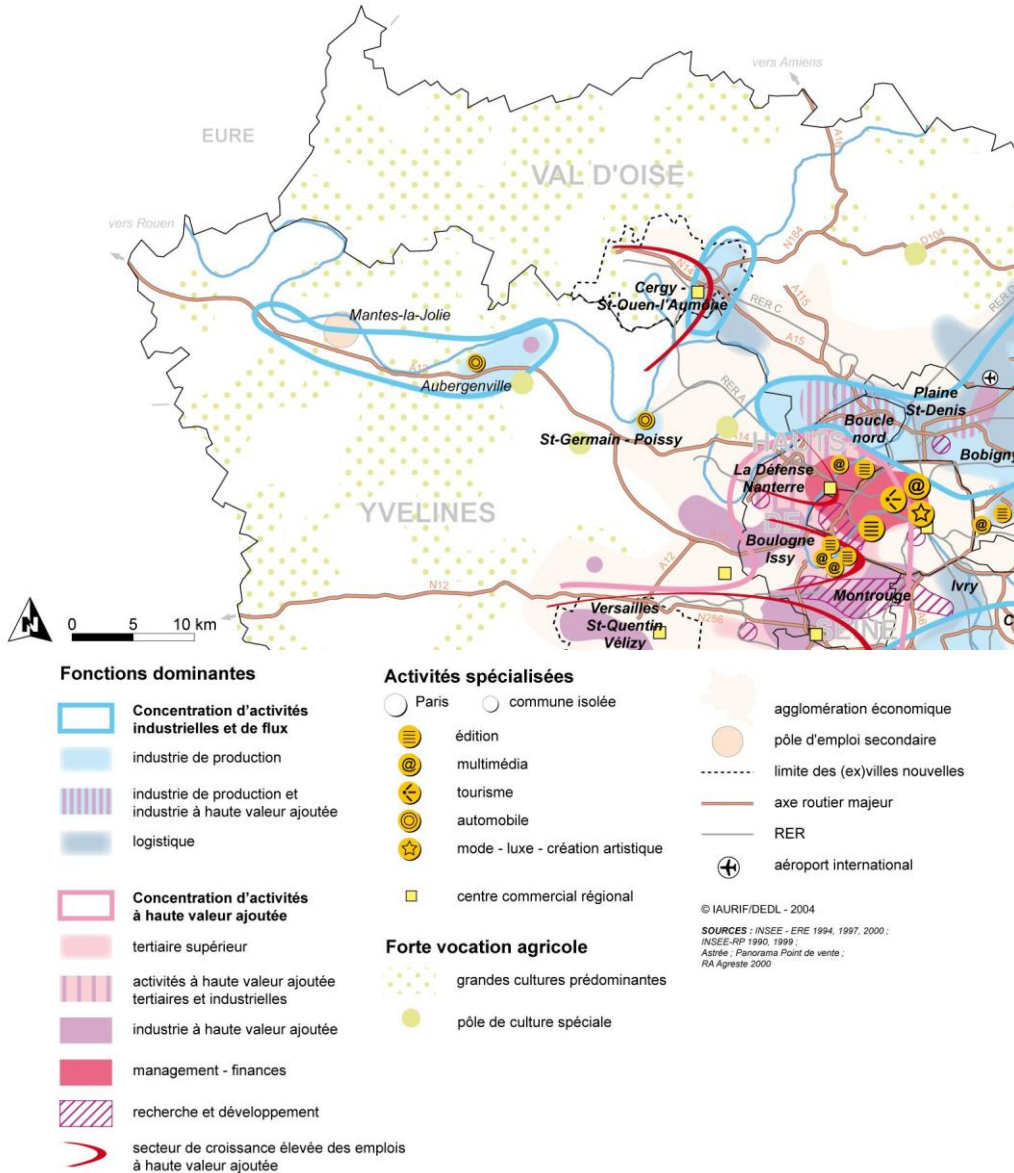 vers Amiens
EURE
A16
VAL D'OISE
vers Rouen
N184
D104
N14
Cergy -
St-Ouen-l'Aumône
A115
RER C
RER D
Mantes-la-Jolie
A15
A13
RER A
Plaine
St-Denis
Aubergenville
Boucle
nord
St-Germain - Poissy
A14
HAUTS-
Bobigny
La Défense
Nanterre
YVELINES
DE
Boulogne
Issy
A12
N12
Montrouge
Ivry
Versailles
St-Quentin
Vélizy
N286
SEINE
A6
N
0 5 10 km
Fonctions dominantes
Concentration d'activités
industrielles et de flux
industrie de production
industrie de production et
industrie à haute valeur ajoutée
logistique
Concentration d'activités
à haute valeur ajoutée
tertiaire supérieur
activités à haute valeur ajoutée
tertiaires et industrielles
industrie à haute valeur ajoutée
management - finances
recherche et développement
secteur de croissance élevée des emplois
à haute valeur ajoutée
Activités spécialisées
Paris commune isolée
édition
multimédia
tourisme
automobile
mode - luxe - création artistique
centre commercial régional
Forte vocation agricole
grandes cultures prédominantes
pôle de culture spéciale
agglomération économique
pôle d'emploi secondaire
limite des (ex)villes nouvelles
axe routier majeur
RER
aéroport international
© IAURIF/DEDL - 2004
SOURCES : INSEE - ERE 1994, 1997, 2000 ;
INSEE-RP 1990, 1999 ;
Astrée ; Panorama Point de vente ;
RA Agreste 2000